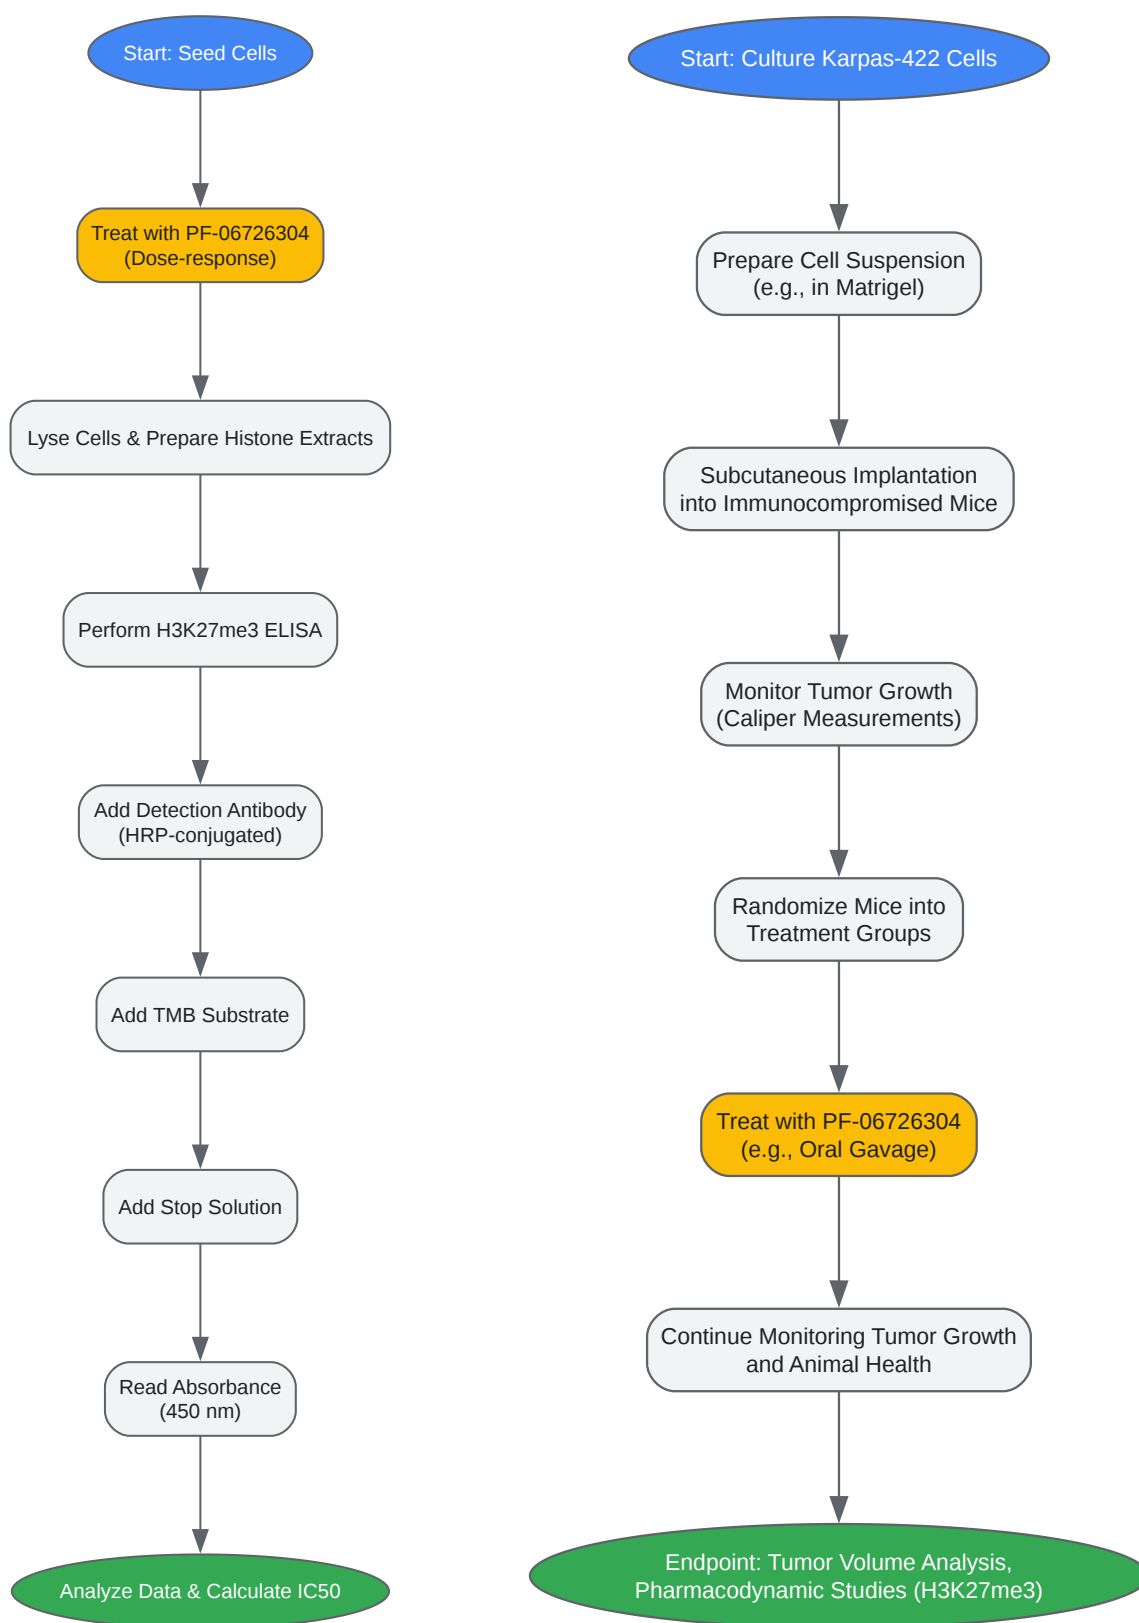 Start: Seed Cells
Treat with PF-06726304
(Dose-response)
Lyse Cells & Prepare Histone Extracts
Perform H3K27me3 ELISA
Add Detection Antibody
(HRP-conjugated)
Add TMB Substrate
Add Stop Solution
Read Absorbance
(450 nm)
Analyze Data & Calculate IC50
Start: Culture Karpas-422 Cells
Prepare Cell Suspension
(e.g., in Matrigel)
Subcutaneous Implantation
into Immunocompromised Mice
Monitor Tumor Growth
(Caliper Measurements)
Randomize Mice into
Treatment Groups
Treat with PF-06726304
(e.g., Oral Gavage)
Continue Monitoring Tumor Growth
and Animal Health
Endpoint: Tumor Volume Analysis,
Pharmacodynamic Studies (H3K27me3)